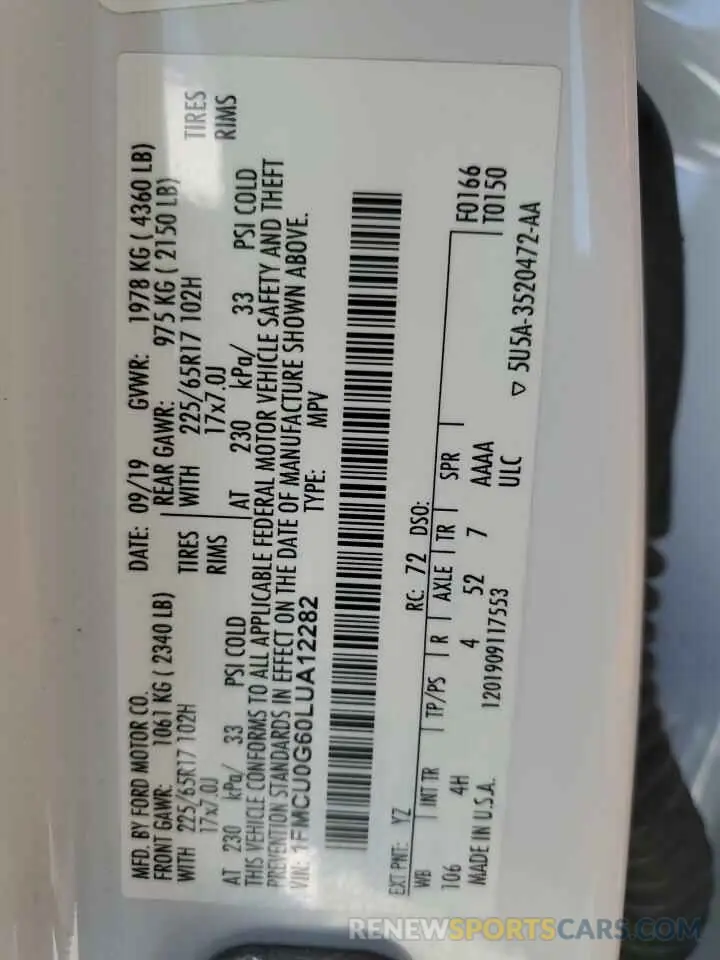 MFD. BY FORD MOTOR CO. DATE: 09/19 GVWR: 1978 KG ( 4360 LB)
FRONT GAWR: 1061 KG ( 2340 LB) REAR GAWR: 975 KG ( 2150 LB)
WITH 225/65R17 102H TIRES WITH 225/65R17 102H TIRES
17x7.0J RIMS 17x7.0J RIMS
AT 230 kPa/ 33 PSI COLD AT 230 kPa/ 33 PSI COLD
THIS VEHICLE CONFORMS TO ALL APPLICABLE FEDERAL MOTOR VEHICLE SAFETY AND THEFT
PREVENTION STANDARDS IN EFFECT ON THE DATE OF MANUFACTURE SHOWN ABOVE.
VIN: 1FMCU0G60LUA12282 TYPE: MPV
EXT PNT: YZ RC: 72 DSO: F0166
WB INT TR TP/PS R AXLE TR SPR T0150
106 4H 4 52 7 AAAA
MADE IN U.S.A. 1201909117553 ULC
▽ 5U5A-3520472-AA
RENEWSPORTSCARS.COM